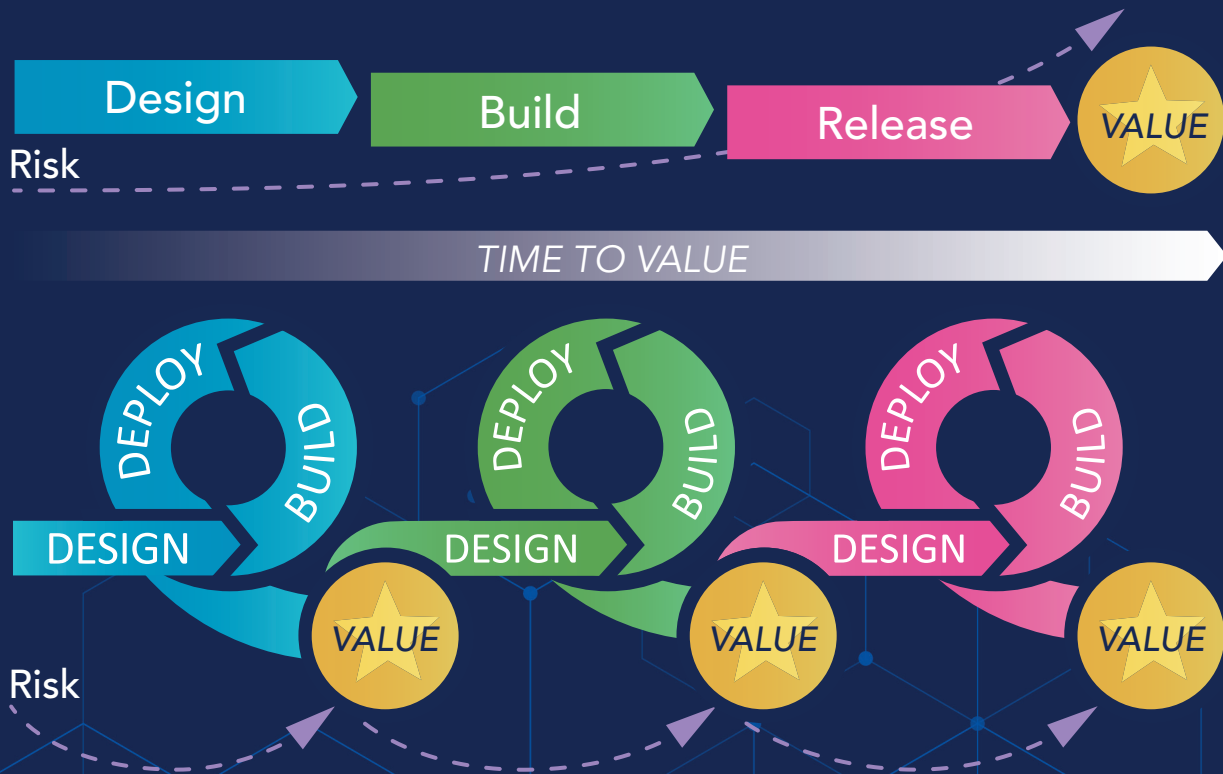 Design
Build
Release
VALUE
Risk
TIME TO VALUE
DEPLOY
BUILD
DESIGN
VALUE
DEPLOY
BUILD
DESIGN
VALUE
DEPLOY
BUILD
DESIGN
VALUE
Risk